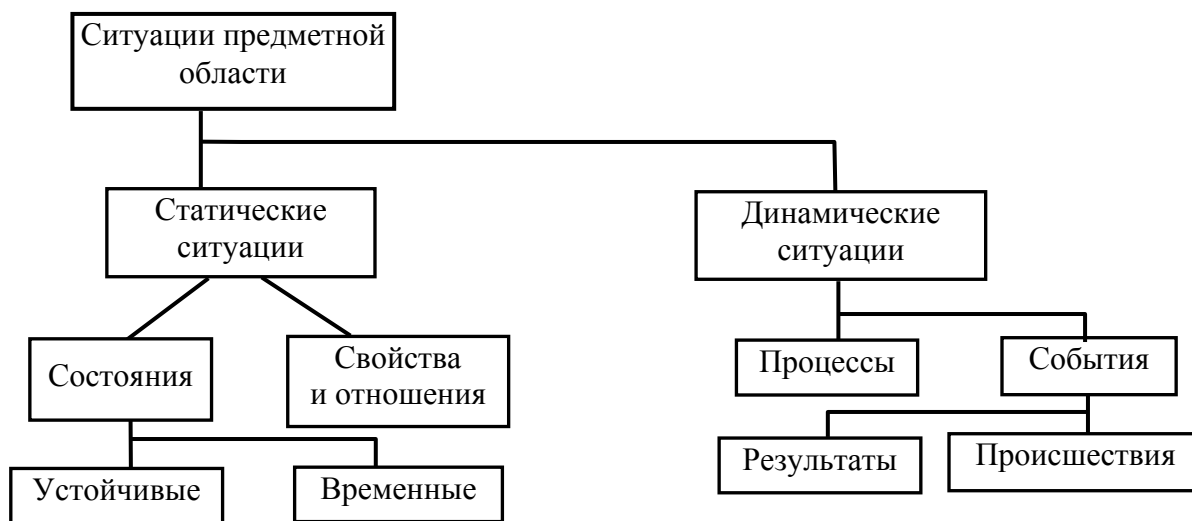 Ситуации предметной
области
Статические
ситуации
Динамические
ситуации
Состояния
Свойства
и отношения
Процессы
События
Устойчивые
Временные
Результаты
Происшествия